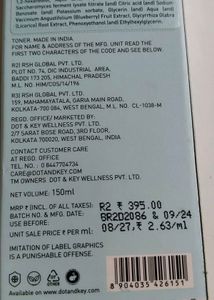 Saccharomyces ferment lysate filtrate (and) Citric acid (and) Sodium
benzoate (and) Potassium sorbate), Glycerin (and) Aqua (and)
Vaccinium Angustifolium (Blueberry) Fruit Extract, Glycyrrhiza Glabra
(Licorice) Root Extract, Phenoxyethanol (and) Ethylhexylglycerin.
TONER. MADE IN INDIA.
FOR NAME & ADDRESS OF THE MFG. UNIT READ THE
FIRST TWO CHARACTERS OF THE CODE AND SEE BELOW.
R2) RSH GLOBAL PVT. LTD.
PLOT NO. 74, DIC INDUSTRIAL AREA,
BADDI 173 205, HIMACHAL PRADESH
M.L. NO. HIM/COS/14/196
R5) RSH GLOBAL PVT. LTD.
159, MAHAMAYATALA, GARIA MAIN ROAD,
KOLKATA-700 084, WEST BENGAL. M.L. NO. CL-1038-M
REGD. OFFICE/ MARKETED BY:
DOT & KEY WELLNESS PVT. LTD.
2/7 SARAT BOSE ROAD, 3RD FLOOR,
KOLKATA 700020, WEST BENGAL, INDIA
CONTACT CUSTOMER CARE
AT REGD. OFFICE
TEL. NO. : 0 8447704734
CARE@DOTANDKEY.COM
TM OWNERS DOT & KEY WELLNESS PVT. LTD.
NET VOLUME: 150ml
MRP ₹ (INCL. OF ALL TAXES): R2 ₹ 395.00
BATCH NO. & M. DATE: BR2D2086 & 09/24
USE BEFORE:
UNIT SALE PRICE ₹ PER ml: 08/27, ₹ 2.63/ml
IMITATION OF LABEL GRAPHICS
IS A PUNISHABLE OFFENSE.
8 904035 426151
WWW.DOTANDKEY.COM